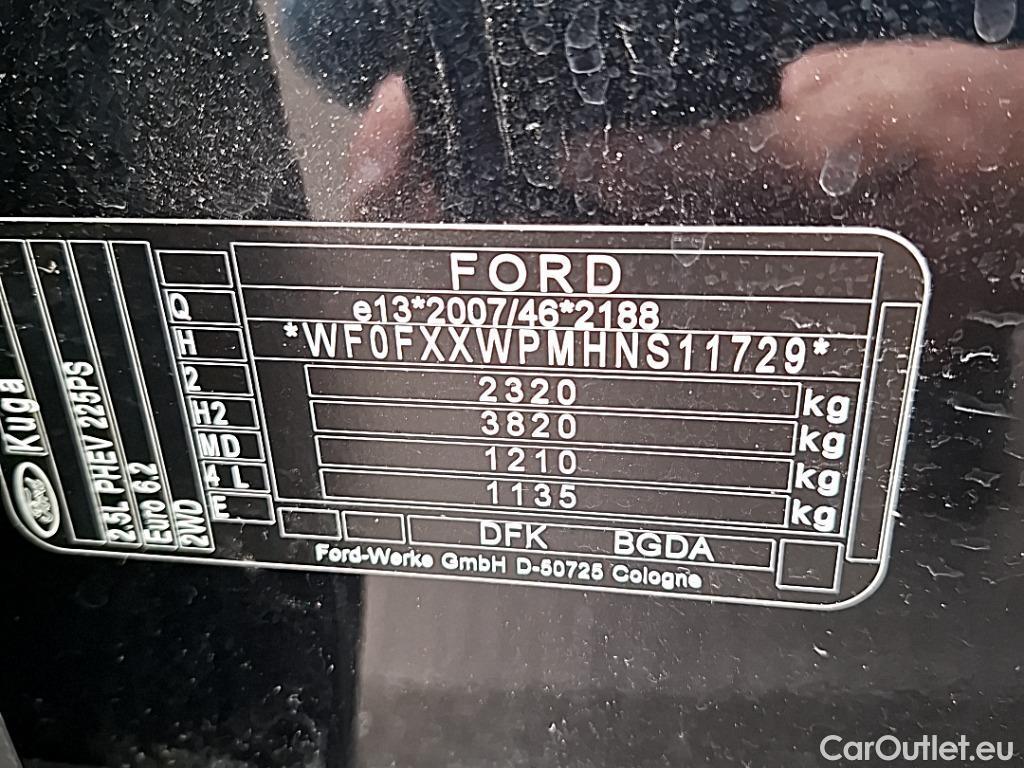 FORD
e13*2007/46*2188
*WF0FXXWPMHNS11729*
2320 kg
3820 kg
1210 kg
1135 kg
DFK BGDA
Ford-Werke GmbH D-50725 Cologne
Q
H
2
H2
MD
4 L
E
Ford Kuga
2.5L PHEV 225PS
Euro 6.2
2WD
CarOutlet.eu